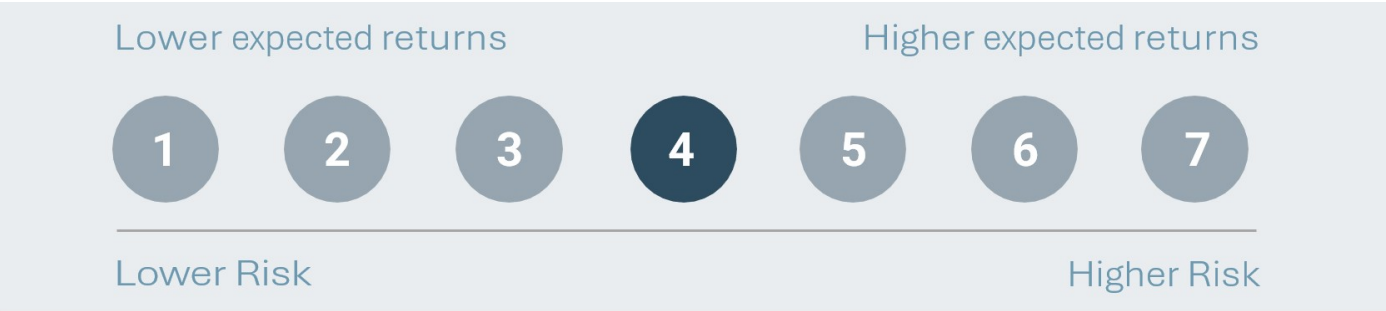 Lower expected returns Higher expected returns
1 2 3 4 5 6 7
Lower Risk Higher Risk